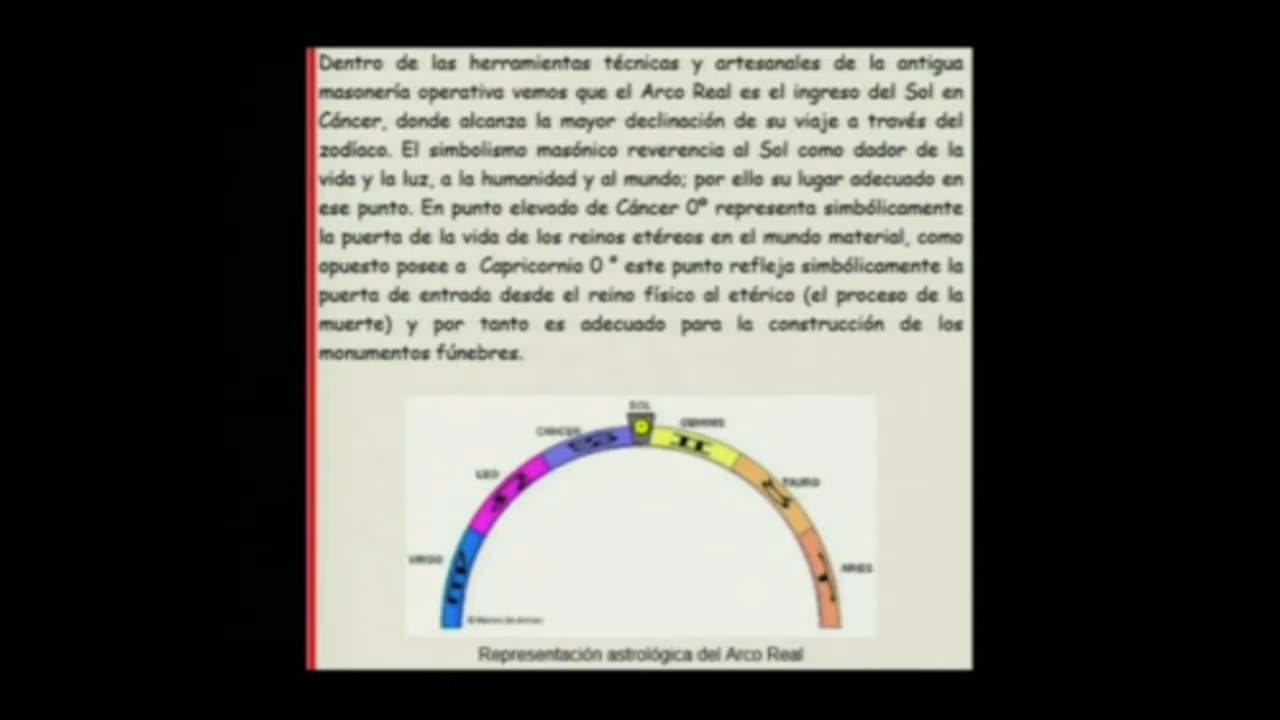 Dentro de las herramientas técnicas y artesanales de la antigua
masonería operativa vemos que el Arco Real es el ingreso del Sol en
Cáncer, donde alcanza la mayor declinación de su viaje a través del
zodíaco. El simbolismo masónico reverencia al Sol como dador de la
vida y la luz, a la humanidad y al mundo; por ello su lugar adecuado en
ese punto. En punto elevado de Cáncer 0º representa simbólicamente
la puerta de la vida de los reinos etéreos en el mundo material, como
opuesto posee a Capricornio 0 º este punto refleja simbólicamente la
puerta de entrada desde el reino físico al etérico (el proceso de la
muerte) y por tanto es adecuado para la construcción de los
monumentos fúnebres.
SOL
CANCER
GEMINIS
LEO
TAURO
VIRGO
ARIES
Representación astrológica del Arco Real